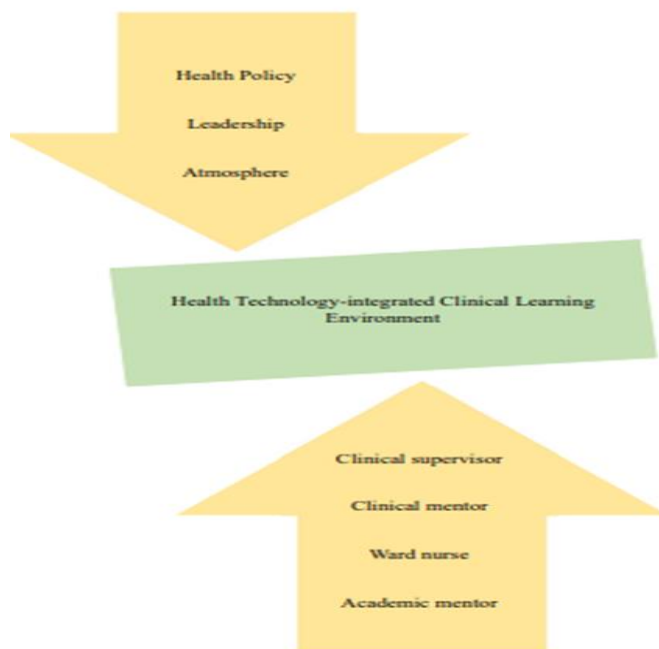 Health Policy
Leadership
Atmosphere
Health Technology-integrated Clinical Learning
Environment
Clinical supervisor
Clinical mentor
Ward nurse
Academic mentor